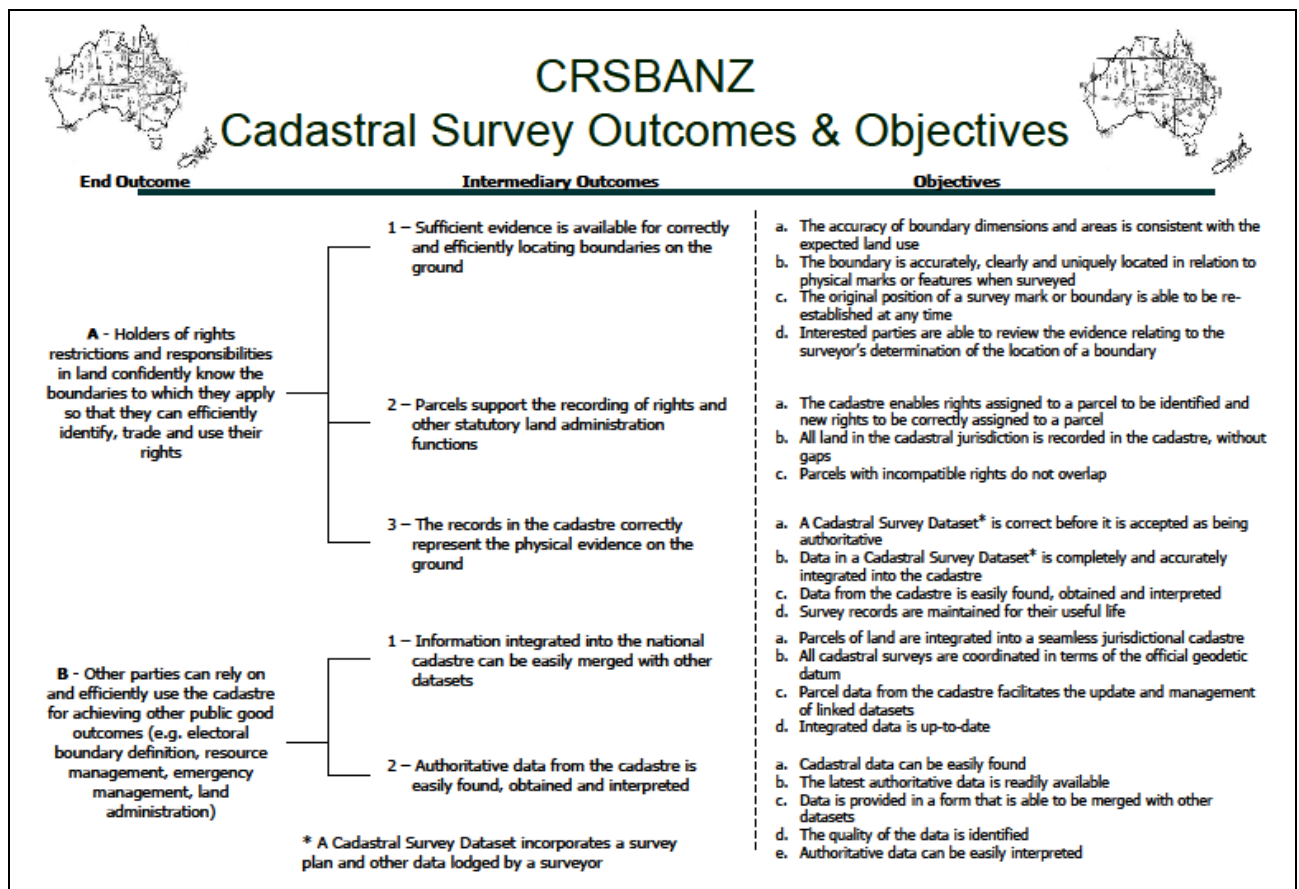 CRSBANZ
Cadastral Survey Outcomes & Objectives
End Outcome
Intermediary Outcomes
Objectives
A - Holders of rights
restrictions and responsibilities
in land confidently know the
boundaries to which they apply
so that they can efficiently
identify, trade and use their
rights
1 – Sufficient evidence is available for correctly
and efficiently locating boundaries on the
ground
a. The accuracy of boundary dimensions and areas is consistent with the
expected land use
b. The boundary is accurately, clearly and uniquely located in relation to
physical marks or features when surveyed
c. The original position of a survey mark or boundary is able to be re-
established at any time
d. Interested parties are able to review the evidence relating to the
surveyor's determination of the location of a boundary
2 – Parcels support the recording of rights and
other statutory land administration
functions
a. The cadastre enables rights assigned to a parcel to be identified and
new rights to be correctly assigned to a parcel
b. All land in the cadastral jurisdiction is recorded in the cadastre, without
gaps
c. Parcels with incompatible rights do not overlap
3 – The records in the cadastre correctly
represent the physical evidence on the
ground
a. A Cadastral Survey Dataset* is correct before it is accepted as being
authoritative
b. Data in a Cadastral Survey Dataset* is completely and accurately
integrated into the cadastre
c. Data from the cadastre is easily found, obtained and interpreted
d. Survey records are maintained for their useful life
B - Other parties can rely on
and efficiently use the cadastre
for achieving other public good
outcomes (e.g. electoral
boundary definition, resource
management, emergency
management, land
administration)
1 – Information integrated into the national
cadastre can be easily merged with other
datasets
a. Parcels of land are integrated into a seamless jurisdictional cadastre
b. All cadastral surveys are coordinated in terms of the official geodetic
datum
c. Parcel data from the cadastre facilitates the update and management
of linked datasets
d. Integrated data is up-to-date
2 – Authoritative data from the cadastre is
easily found, obtained and interpreted
a. Cadastral data can be easily found
b. The latest authoritative data is readily available
c. Data is provided in a form that is able to be merged with other
datasets
d. The quality of the data is identified
e. Authoritative data can be easily interpreted
* A Cadastral Survey Dataset incorporates a survey
plan and other data lodged by a surveyor